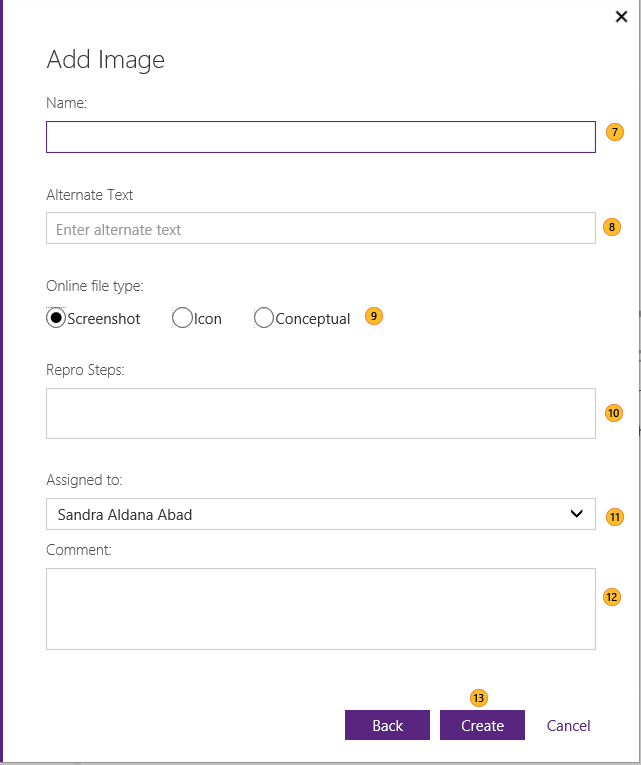 Add Image
Name:
7
Alternate Text
Enter alternate text
8
Online file type:
Screenshot Icon Conceptual 9
Repro Steps:
10
Assigned to:
Sandra Aldana Abad
11
Comment:
12
13
Back Create Cancel